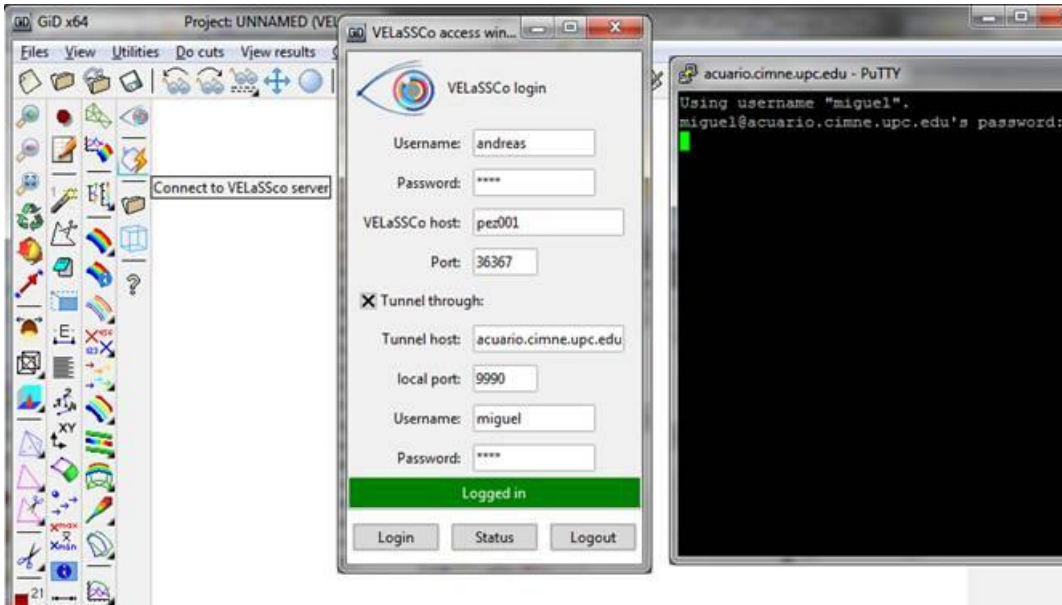 GiD x64
Project: UNNAMED (VEL
Files View Utilities Do cuts View results
Connect to VELaSSco server
VELaSSCo access win...
VELaSSCo login
Username: andreas
Password: ****
VELaSSCo host: pez001
Port: 36367
Tunnel through:
Tunnel host: acuario.cimne.upc.edu
local port: 9990
Username: miguel
Password: ****
Logged in
Login Status Logout
acuario.cimne.upc.edu - PuTTY
Using username "miguel".
miguel@acuario.cimne.upc.edu's password: